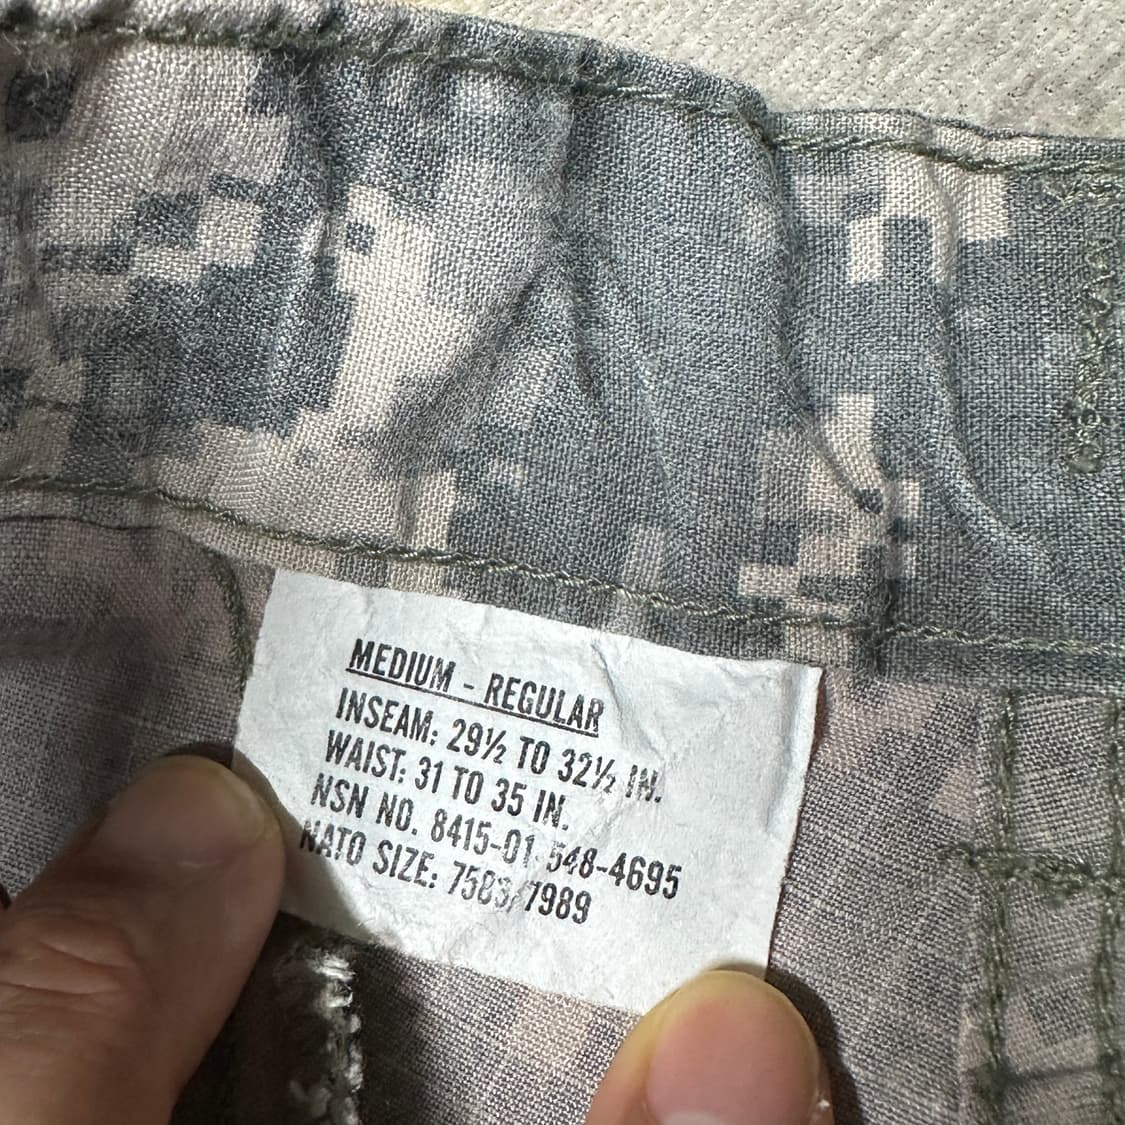 MEDIUM - REGULAR
INSEAM: 29½ TO 32½ IN.
WAIST: 31 TO 35 IN.
NSN NO. 8415-01-548-4695
NATO SIZE: 7583/7989